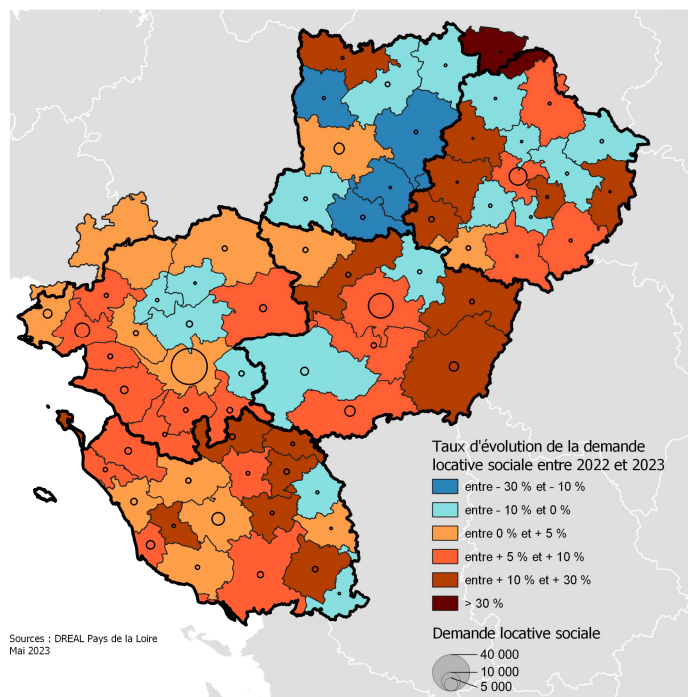 Taux d'évolution de la demande
locative sociale entre 2022 et 2023
entre - 30 % et - 10 %
entre - 10 % et 0 %
entre 0 % et + 5 %
entre + 5 % et + 10 %
entre + 10 % et + 30 %
> 30 %
Sources : DREAL Pays de la Loire
Mai 2023
Demande locative sociale
40 000
10 000
5 000